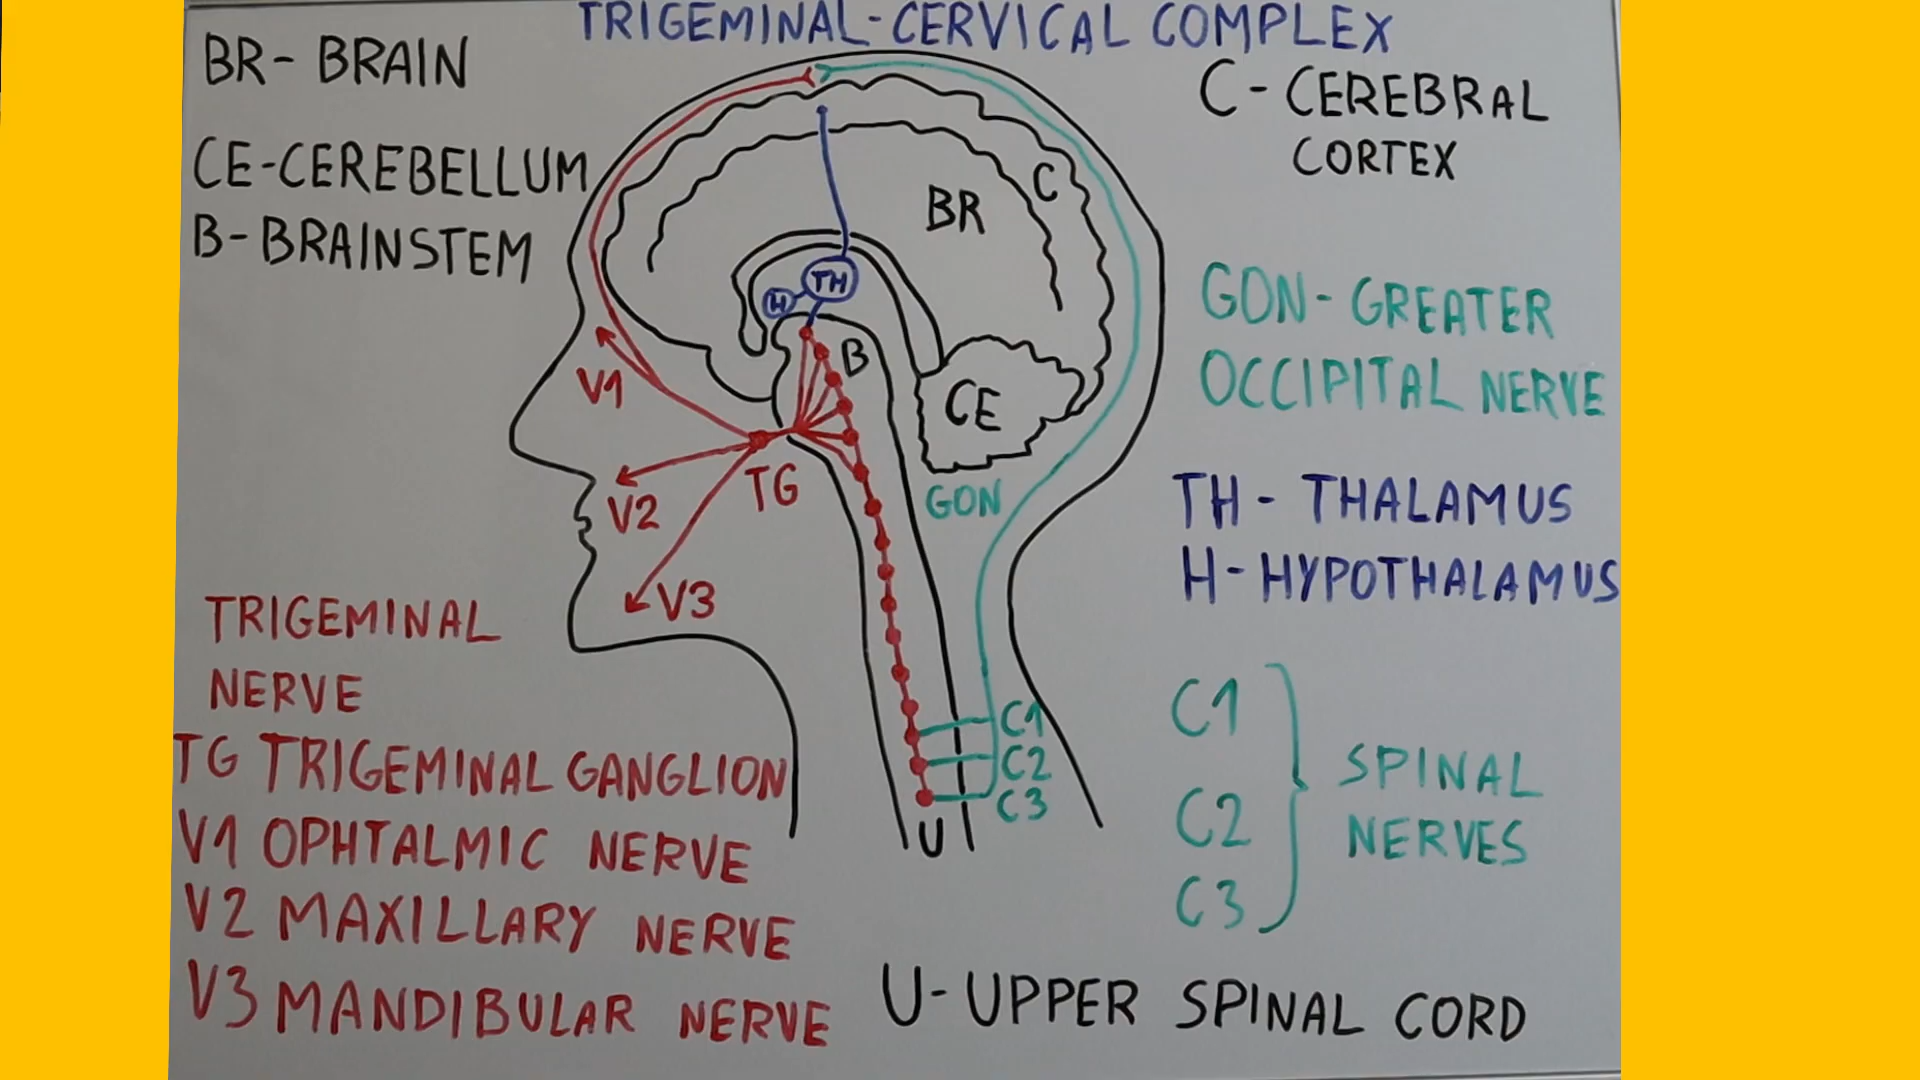 TRIGEMINAL-CERVICAL COMPLEX
BR- BRAIN
CE-CEREBELLUM
B-BRAINSTEM
C- CEREBRAL
CORTEX
GON- GREATER
OCCIPITAL NERVE
TH- THALAMUS
H-HYPOTHALAMUS
C
BR
TH
H
B
CE
V1
V2
V3
TG
GON
C1
C2
C3
U
TRIGEMINAL
NERVE
TG TRIGEMINAL GANGLION
V1 OPHTALMIC NERVE
V2 MAXILLARY NERVE
V3 MANDIBULAR NERVE
C1
C2
C3
SPINAL
NERVES
U- UPPER SPINAL CORD